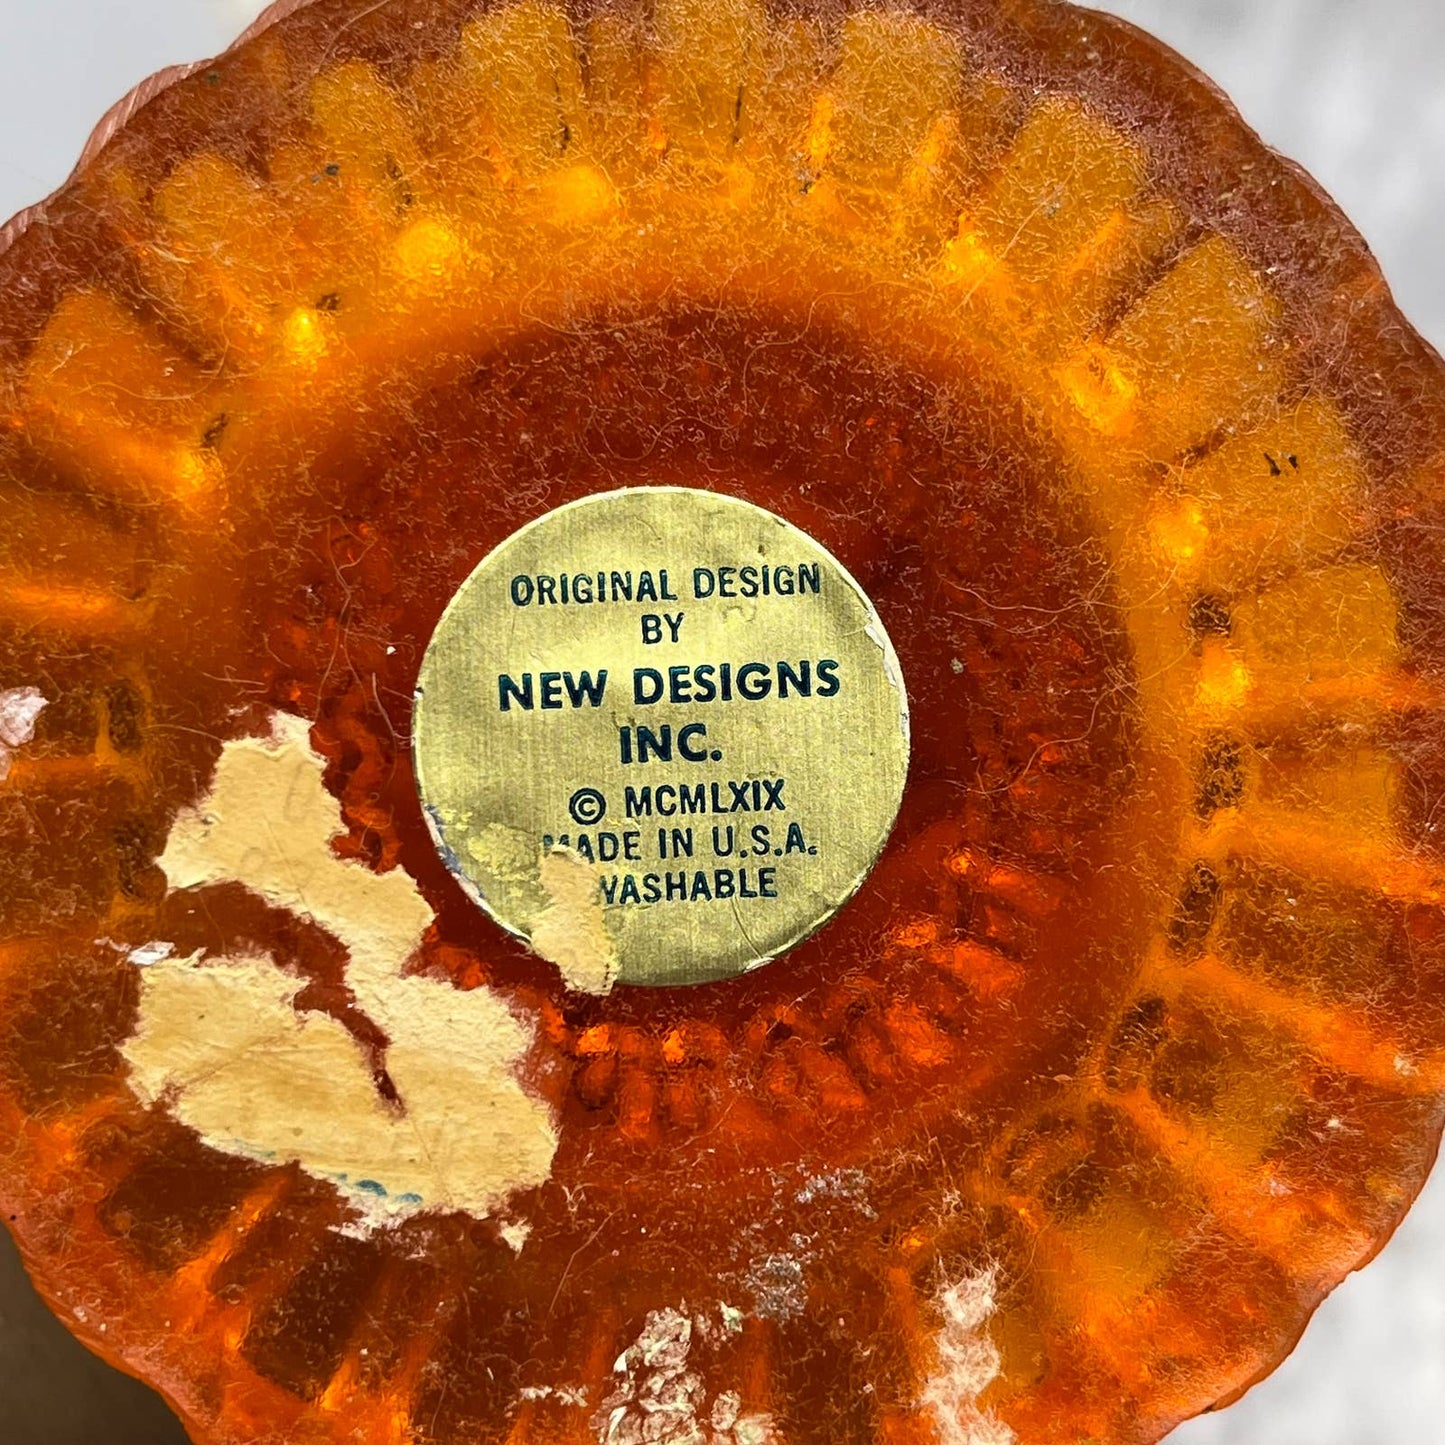 ORIGINAL DESIGN
BY
NEW DESIGNS
INC.
© MCMLXIX
MADE IN U.S.A.
WASHABLE